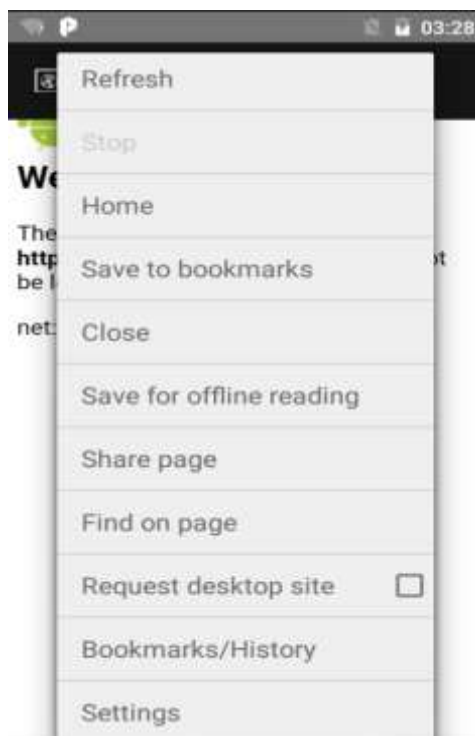 03:28
Refresh
Stop
Home
Save to bookmarks
Close
Save for offline reading
Share page
Find on page
Request desktop site
Bookmarks/History
Settings
We
The
http
be
net: